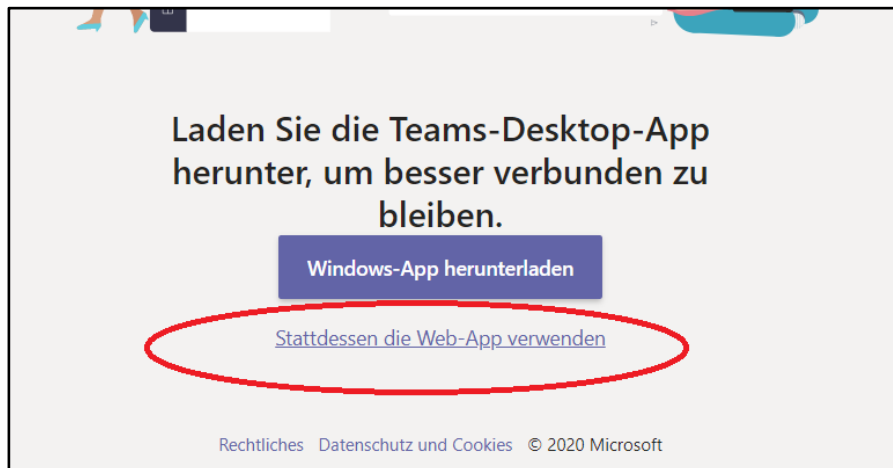 Laden Sie die Teams-Desktop-App
herunter, um besser verbunden zu
bleiben.
Windows-App herunterladen
Stattdessen die Web-App verwenden
Rechtliches Datenschutz und Cookies © 2020 Microsoft